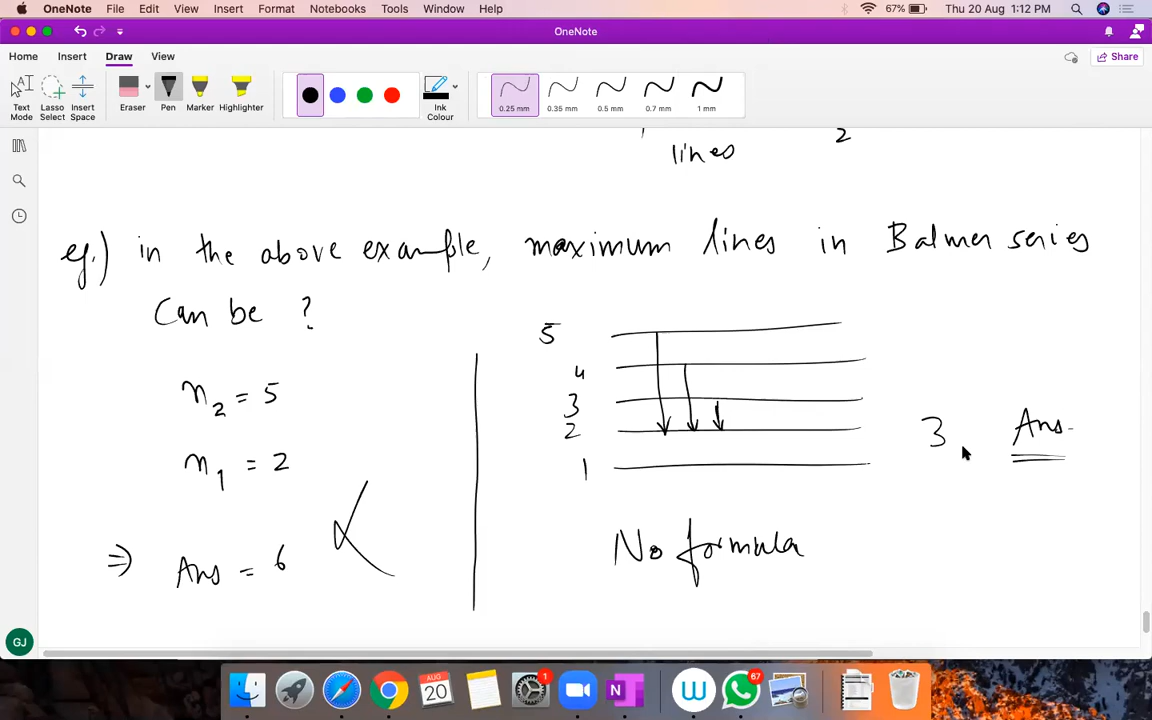 OneNote File Edit View Insert Format Notebooks Tools Window Help 67% Thu 20 Aug 1:12 PM
OneNote
Home Insert Draw View Share
Text Mode Lasso Select Insert Space Eraser Pen Marker Highlighter Ink Colour 0.25 mm 0.35 mm 0.5 mm 0.7 mm 1 mm
lines 2
eg.) in the above example, maximum lines in Balmer series
Can be ?
5
4
n2 = 5
3
2
3. Ans.
n1 = 2
1
No formula
⇒ Ans = 6
GJ
AUG 20 1 W 67 N